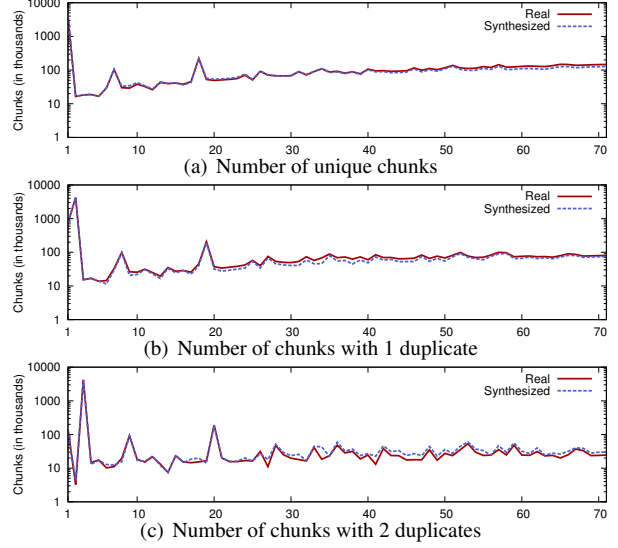 Chunks (in thousands)
10000
1000
100
10
1
Real
Synthesized
1 10 20 30 40 50 60 70
(a) Number of unique chunks
Chunks (in thousands)
10000
1000
100
10
1
Real
Synthesized
1 10 20 30 40 50 60 70
(b) Number of chunks with 1 duplicate
Chunks (in thousands)
10000
1000
100
10
1
Real
Synthesized
1 10 20 30 40 50 60 70
(c) Number of chunks with 2 duplicates